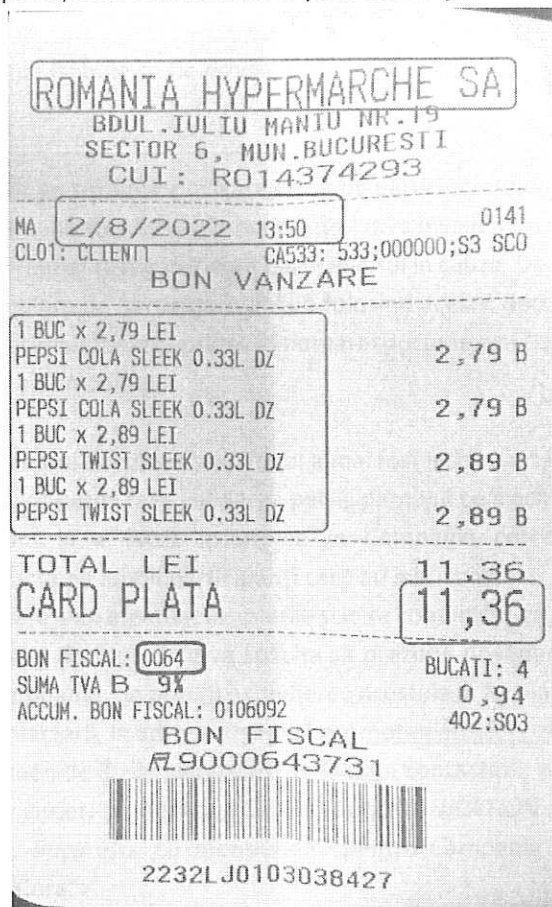 ROMANIA HYPERMARCHE SA
BDUL.IULIU MANIU NR.19
SECTOR 6, MUN.BUCURESTI
CUI: RO14374293
MA 2/8/2022 13:50 0141
CL01: CLIENTI CA533: 533;000000;S3 SCO
BON VANZARE
1 BUC x 2,79 LEI
PEPSI COLA SLEEK 0.33L DZ 2,79 B
1 BUC x 2,79 LEI
PEPSI COLA SLEEK 0.33L DZ 2,79 B
1 BUC x 2,89 LEI
PEPSI TWIST SLEEK 0.33L DZ 2,89 B
1 BUC x 2,89 LEI
PEPSI TWIST SLEEK 0.33L DZ 2,89 B
TOTAL LEI 11,36
CARD PLATA 11,36
BON FISCAL: 0064 BUCATI: 4
SUMA TVA B 9% 0,94
ACCUM. BON FISCAL: 0106092 402:S03
BON FISCAL
9000643731
2232LJ0103038427